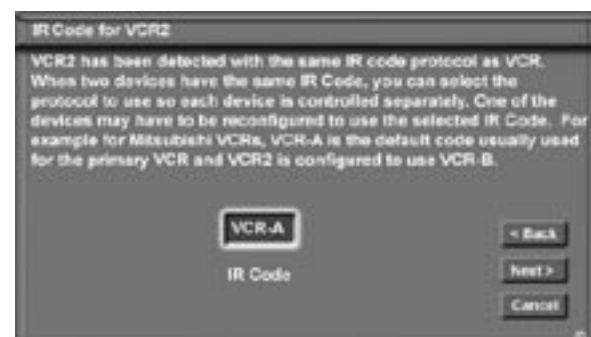 IR Code for VCR2
VCR2 has been detected with the same IR code protocol as VCR.
When two devices have the same IR Code, you can select the
protocol to use so each device is controlled separately. One of the
devices may have to be reconfigured to use the selected IR Code. For
example for Mitsubishi VCRs, VCR-A is the default code usually used
for the primary VCR and VCR2 is configured to use VCR-B.
VCR-A
< Back
IR Code
Next >
Cancel